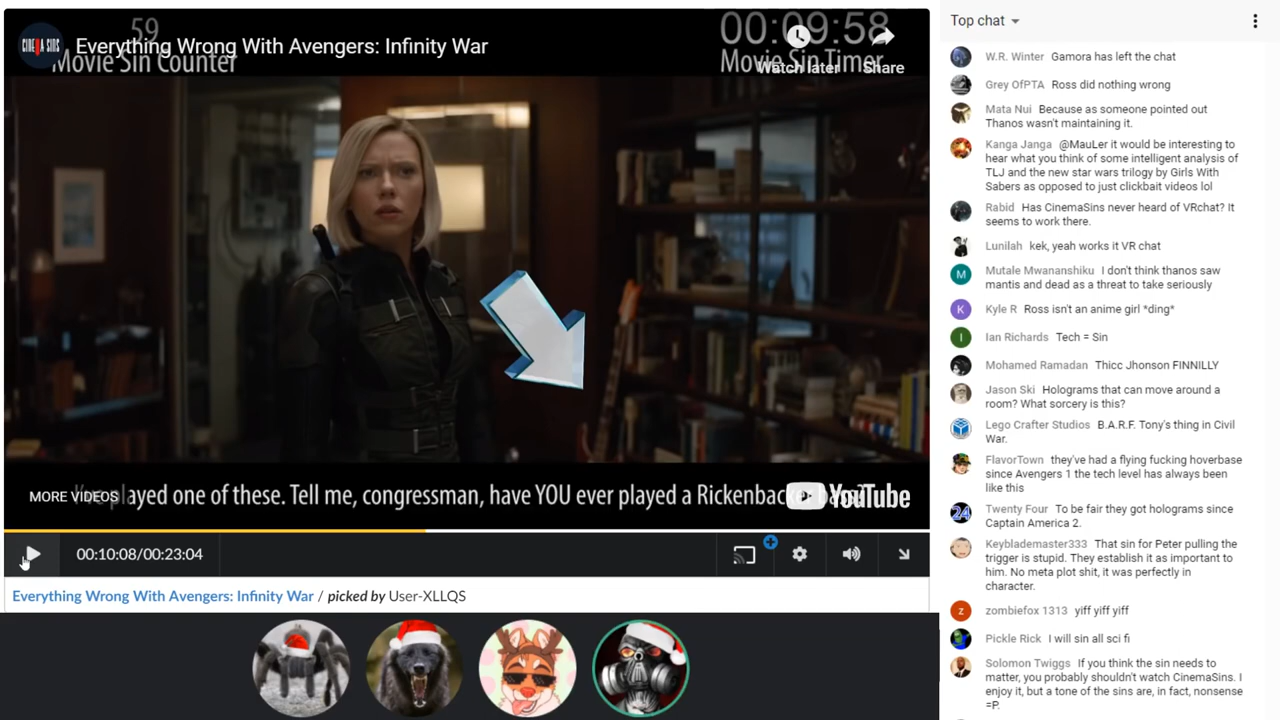 59
Movie Sin Counter
00:09:58
Movie Sin Timer
CINEMA SINS
Everything Wrong With Avengers: Infinity War
Watch later
Share
MORE VIDEOS
played one of these. Tell me, congressman, have YOU ever played a Rickenbacker
YouTube
00:10:08/00:23:04
Everything Wrong With Avengers: Infinity War / picked by User-XLLQS
Top chat
W.R. Winter Gamora has left the chat
Grey OfPTA Ross did nothing wrong
Mata Nui Because as someone pointed out
Thanos wasn't maintaining it.
Kanga Janga @MauLer it would be interesting to
hear what you think of some intelligent analysis of
TLJ and the new star wars trilogy by Girls With
Sabers as opposed to just clickbait videos lol
Rabid Has CinemaSins never heard of VRchat? It
seems to work there.
Lunilah kek, yeah works it VR chat
M
Mutale Mwananshiku I don't think thanos saw
mantis and dead as a threat to take seriously
K
Kyle R Ross isn't an anime girl *ding*
I
Ian Richards Tech = Sin
Mohamed Ramadan Thicc Jhonson FINNILLY
Jason Ski Holograms that can move around a
room? What sorcery is this?
Lego Crafter Studios B.A.R.F. Tony's thing in Civil
War.
FlavorTown they've had a flying fucking hoverbase
since Avengers 1 the tech level has always been
like this
24
Twenty Four To be fair they got holograms since
Captain America 2.
Keyblademaster333 That sin for Peter pulling the
trigger is stupid. They establish it as important to
him. No meta plot shit, it was perfectly in
character.
z
zombiefox 1313 yiff yiff yiff
Pickle Rick I will sin all sci fi
Solomon Twiggs If you think the sin needs to
matter, you probably shouldn't watch CinemaSins. I
enjoy it, but a tone of the sins are, in fact, nonsense
=P.